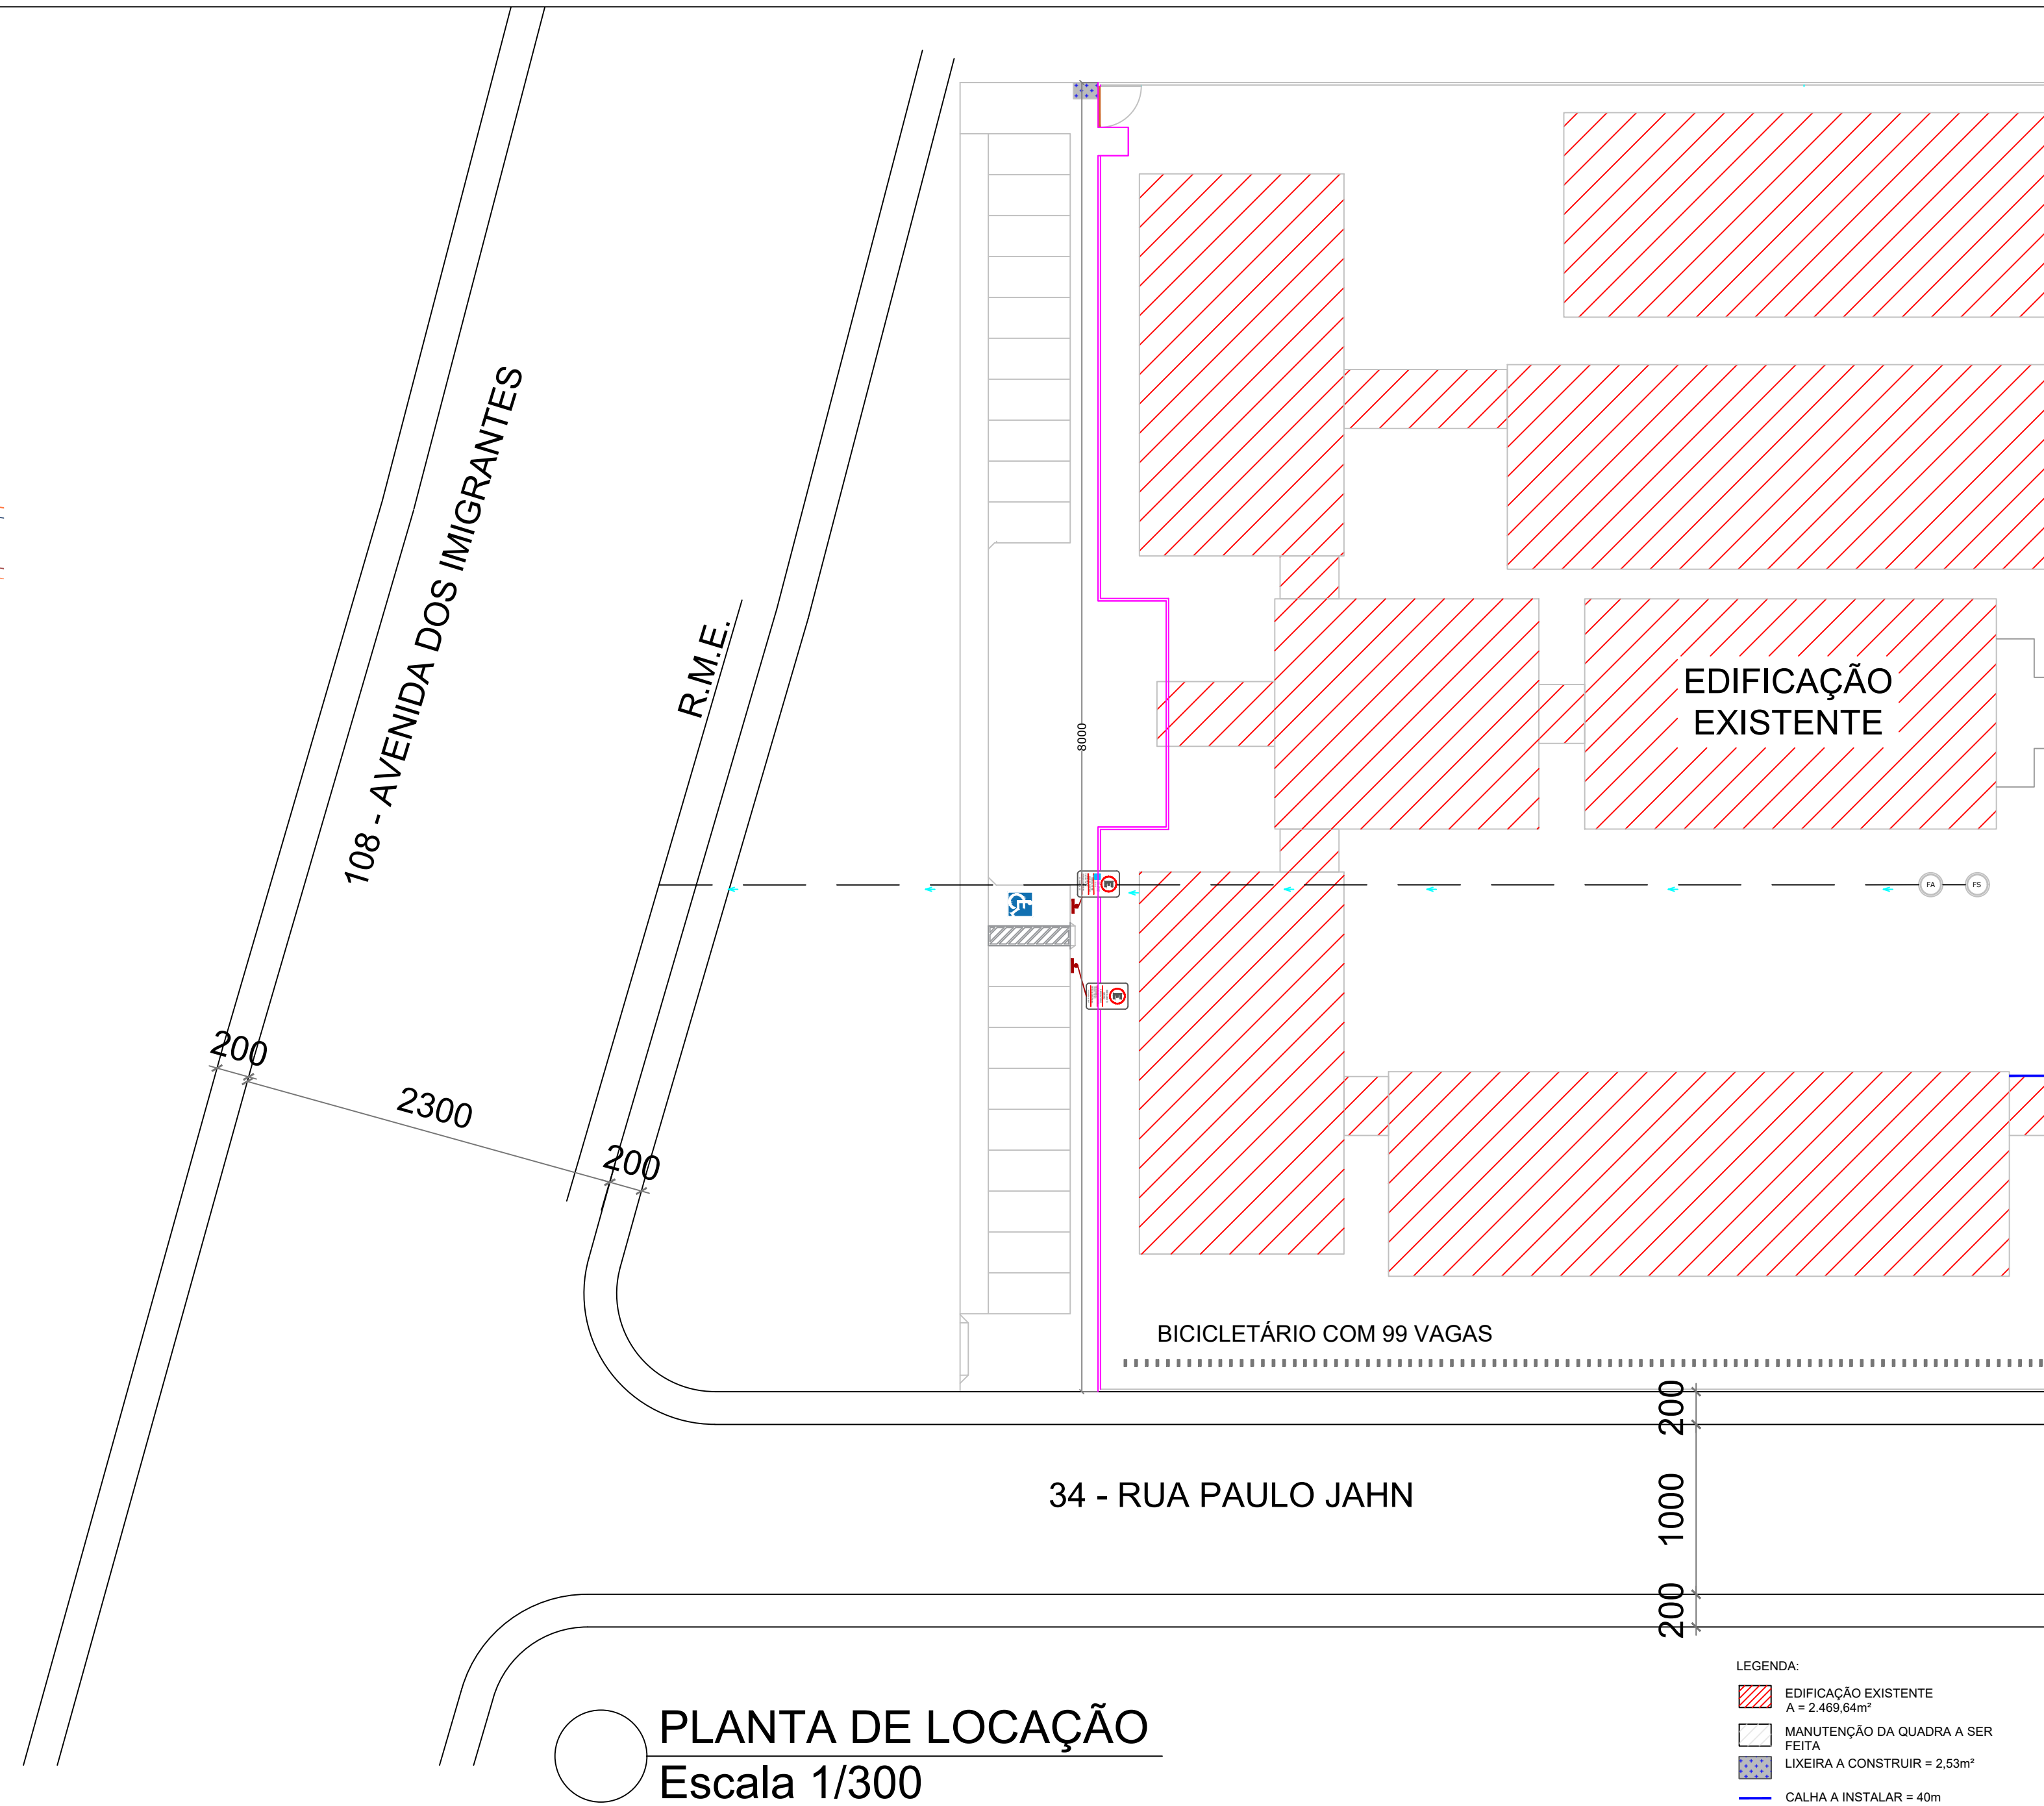 108 - AVENIDA DOS IMIGRANTES
R.M.E.
8000
EDIFICAÇÃO
EXISTENTE
FA
FS
200
2300
200
BICICLETÁRIO COM 99 VAGAS
200
1000
200
34 - RUA PAULO JAHN
PLANTA DE LOCAÇÃO
Escala 1/300
LEGENDA:
EDIFICAÇÃO EXISTENTE
A = 2.469,64m²
MANUTENÇÃO DA QUADRA A SER
FEITA
LIXEIRA A CONSTRUIR = 2,53m²
CALHA A INSTALAR = 40m